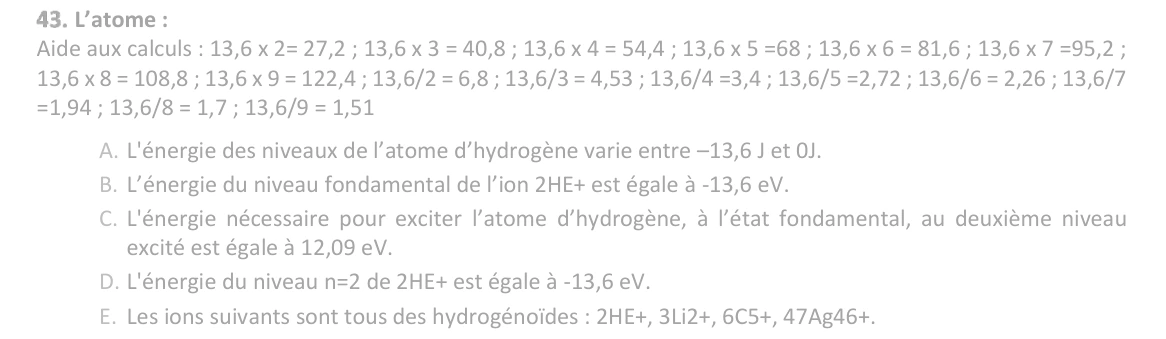 43. L’atome :
Aide aux calculs : 13,6 x 2= 27,2 ; 13,6 x 3 = 40,8 ; 13,6 x 4 = 54,4 ; 13,6 x 5 =68 ; 13,6 x 6 = 81,6 ; 13,6 x 7 =95,2 ;
13,6 x 8 = 108,8 ; 13,6 x 9 = 122,4 ; 13,6/2 = 6,8 ; 13,6/3 = 4,53 ; 13,6/4 =3,4 ; 13,6/5 =2,72 ; 13,6/6 = 2,26 ; 13,6/7
=1,94 ; 13,6/8 = 1,7 ; 13,6/9 = 1,51
A. L'énergie des niveaux de l’atome d’hydrogène varie entre –13,6 J et 0J.
B. L’énergie du niveau fondamental de l’ion 2HE+ est égale à -13,6 eV.
C. L'énergie nécessaire pour exciter l’atome d’hydrogène, à l’état fondamental, au deuxième niveau
excité est égale à 12,09 eV.
D. L'énergie du niveau n=2 de 2HE+ est égale à -13,6 eV.
E. Les ions suivants sont tous des hydrogénoïdes : 2HE+, 3Li2+, 6C5+, 47Ag46+.